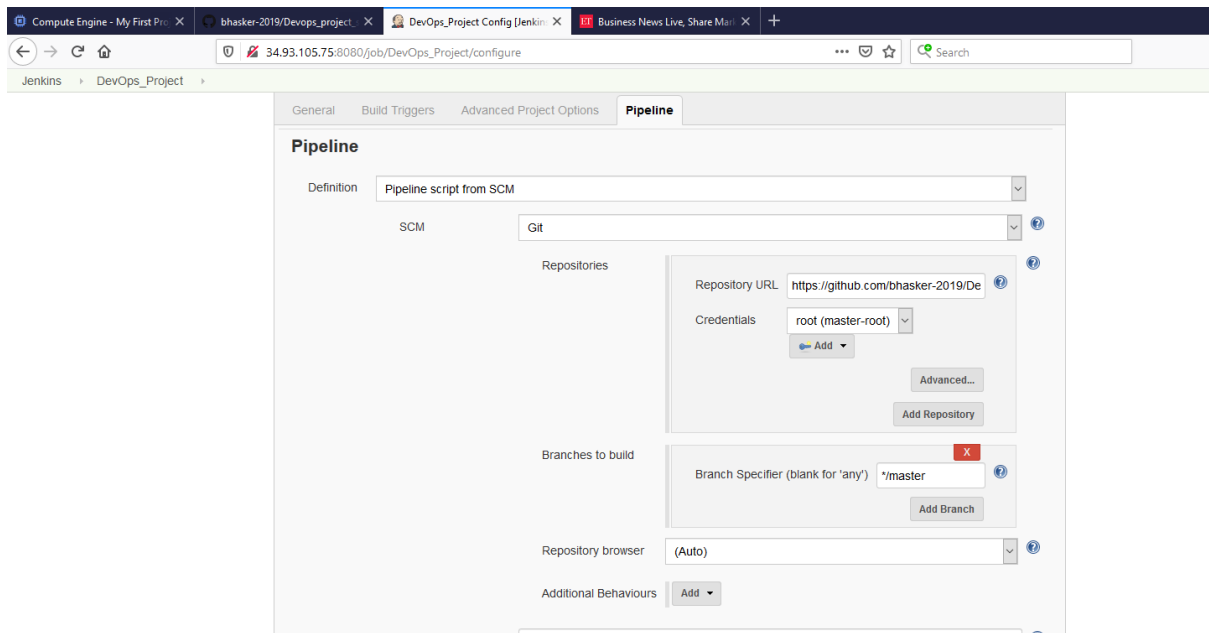 Compute Engine - My First Pro bhasker-2019/Devops_project_ DevOps_Project Config [Jenkin ET Business News Live, Share Mar
34.93.105.75:8080/job/DevOps_Project/configure Search
Jenkins DevOps_Project
General Build Triggers Advanced Project Options Pipeline
Pipeline
Definition Pipeline script from SCM
SCM Git
Repositories
Repository URL https://github.com/bhasker-2019/De
Credentials root (master-root)
Add
Advanced...
Add Repository
Branches to build X
Branch Specifier (blank for 'any') */master
Add Branch
Repository browser (Auto)
Additional Behaviours Add